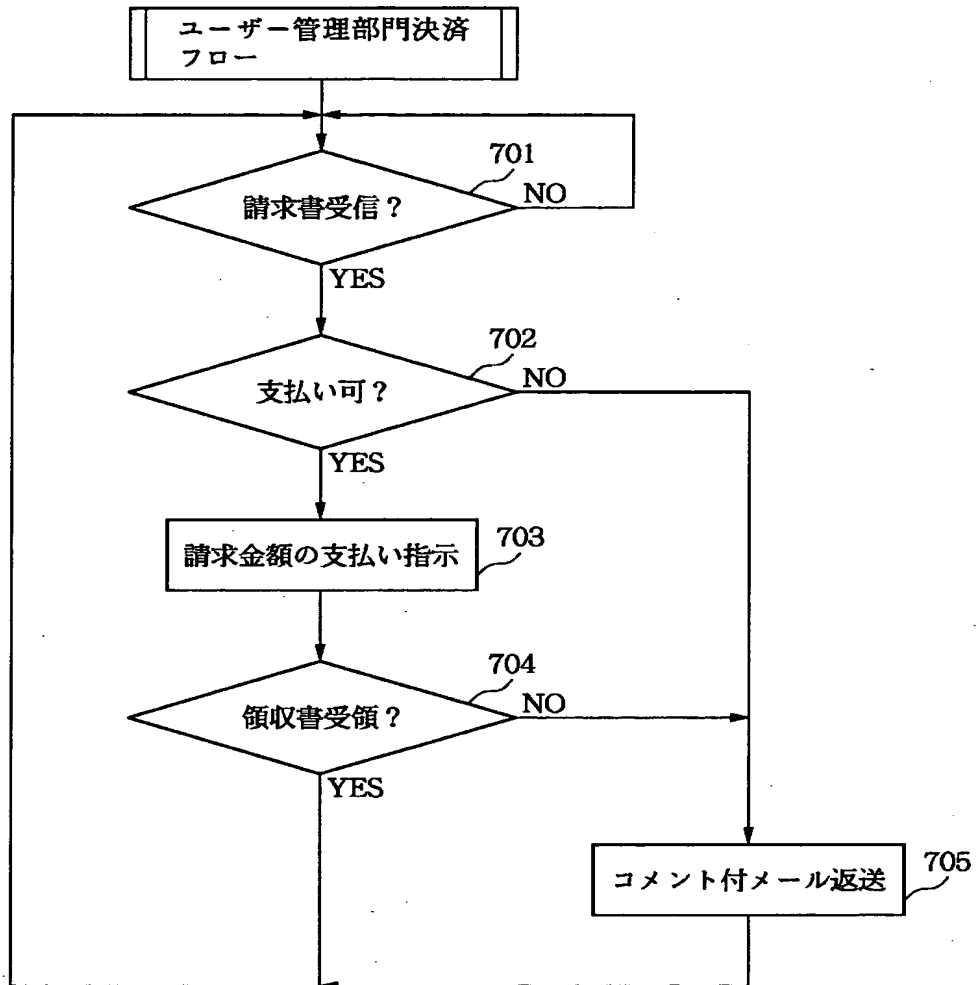 ユーザー管理部門決済
フロー
701
請求書受信？
NO
YES
702
支払い可？
NO
YES
請求金額の支払い指示
703
704
領収書受領？
NO
YES
コメント付メール返送
705